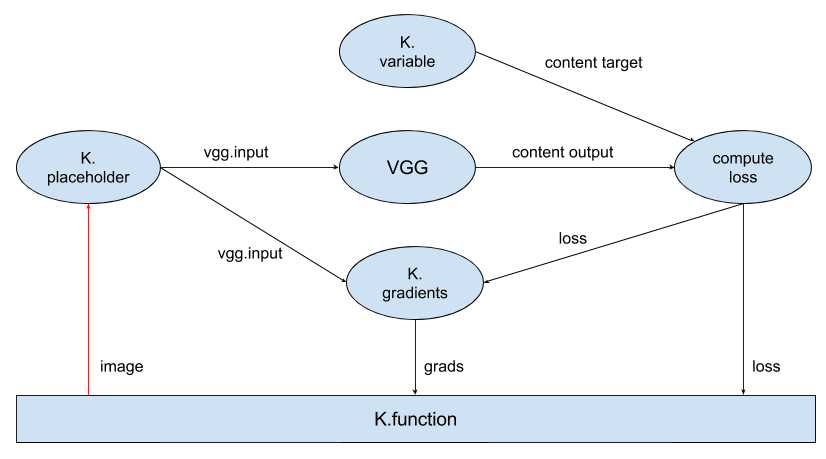 K.
variable
content target
K.
placeholder
vgg.input
VGG
content output
compute
loss
vgg.input
loss
K.
gradients
image
grads
loss
K.function